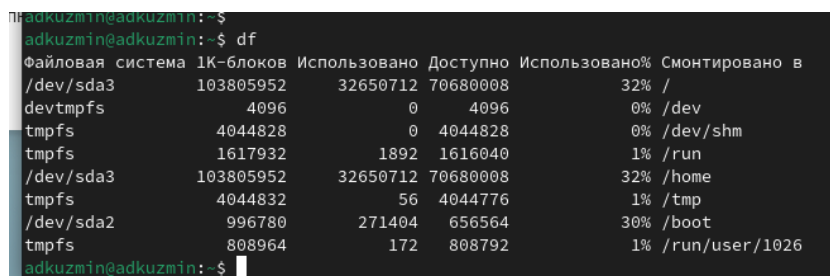 adkuzmin@adkuzmin:~$
adkuzmin@adkuzmin:~$ df
Файловая система 1K-блоков Использовано Доступно Использовано% Смонтировано в
/dev/sda3 103805952 32650712 70680008 32% /
devtmpfs 4096 0 4096 0% /dev
tmpfs 4044828 0 4044828 0% /dev/shm
tmpfs 1617932 1892 1616040 1% /run
/dev/sda3 103805952 32650712 70680008 32% /home
tmpfs 4044832 56 4044776 1% /tmp
/dev/sda2 996780 271404 656564 30% /boot
tmpfs 808964 172 808792 1% /run/user/1026
adkuzmin@adkuzmin:~$